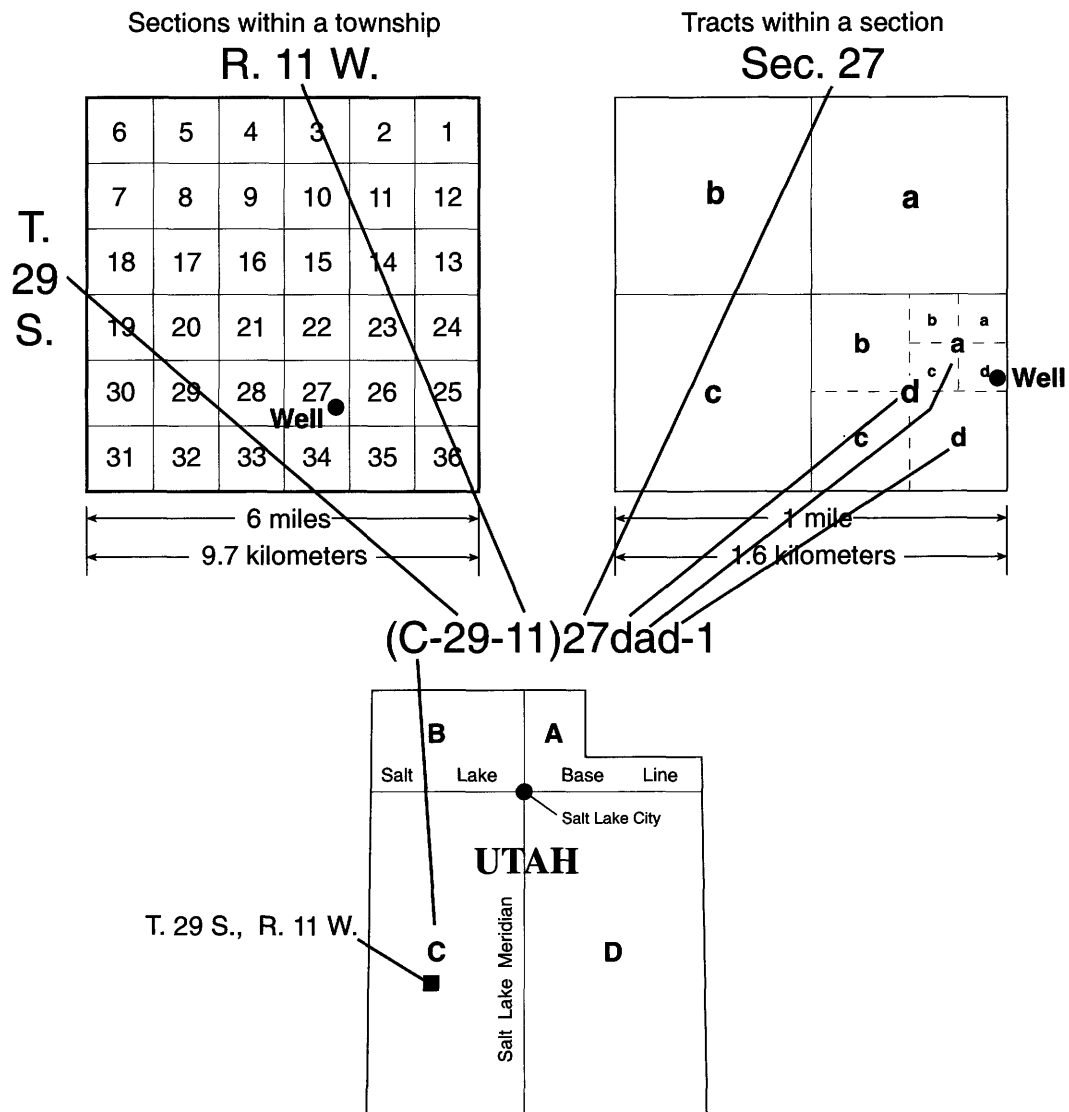 Sections within a township
R. 11 W.
Tracts within a section
Sec. 27
T.
29
S.
6 5 4 3 2 1
7 8 9 10 11 12
18 17 16 15 14 13
19 20 21 22 23 24
30 29 28 27 26 25
Well
31 32 33 34 35 36
6 miles
9.7 kilometers
b a
b a
b a
c d Well
c d
c d
1 mile
1.6 kilometers
(C-29-11)27dad-1
B A
Salt Lake Base Line
Salt Lake City
UTAH
T. 29 S., R. 11 W.
C D
Salt Lake Meridian